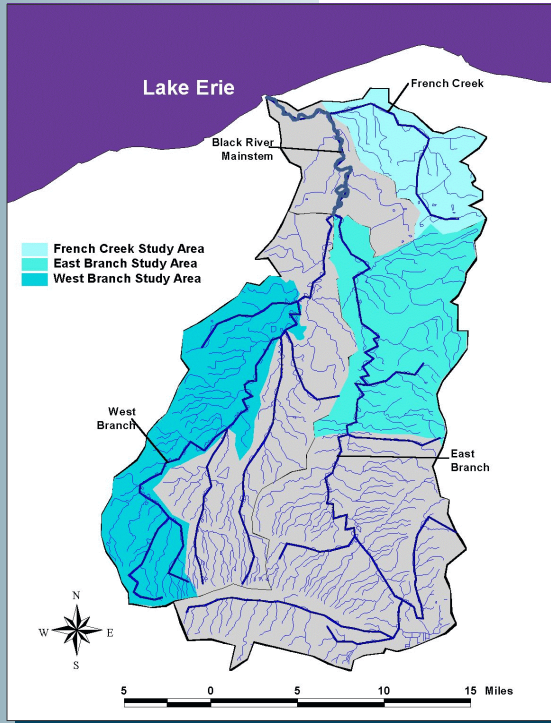 Lake Erie
French Creek
Black River
Mainstem
French Creek Study Area
East Branch Study Area
West Branch Study Area
West
Branch
East
Branch
N
W E
S
5 0 5 10 15 Miles